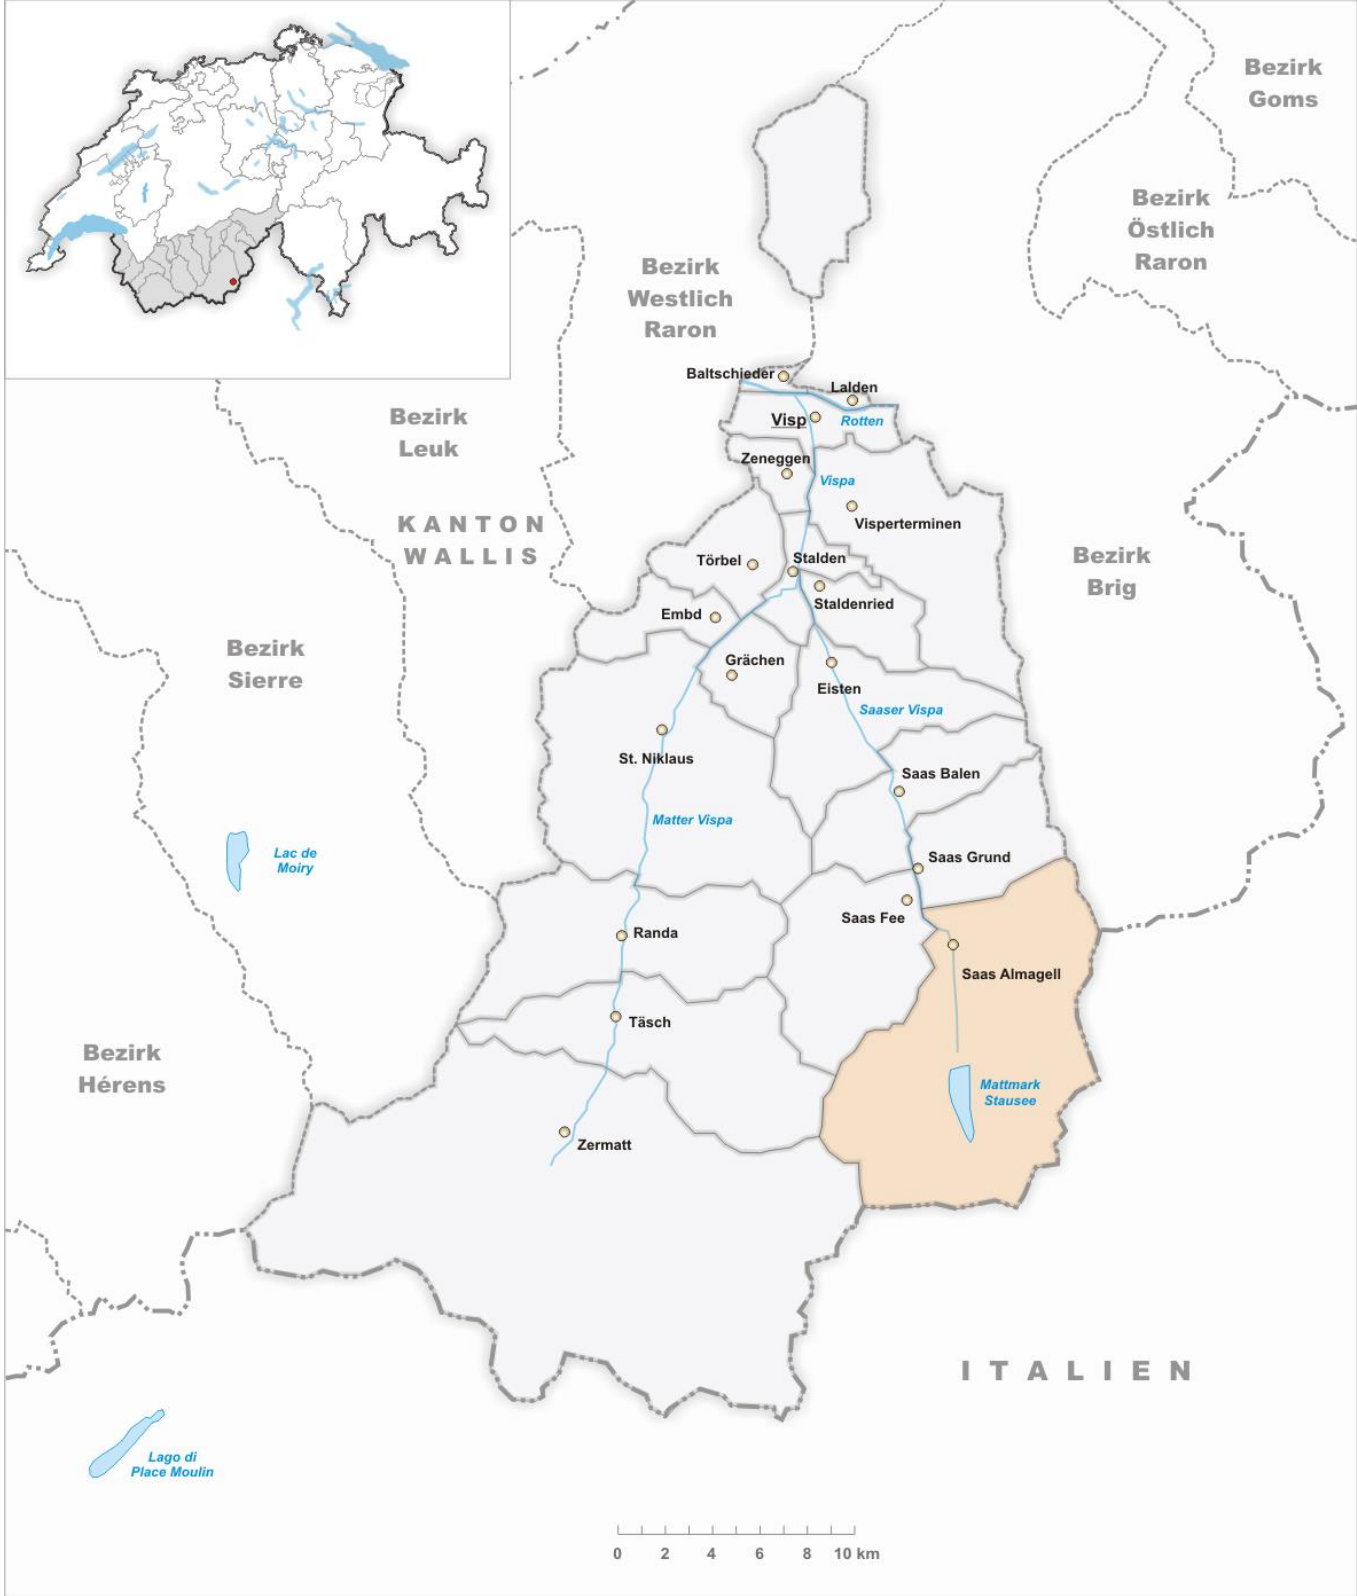 Bezirk
Goms
Bezirk
Östlich
Raron
Bezirk
Westlich
Raron
Baltschieder
Lalden
Visp
Rotten
Bezirk
Leuk
Zeneggen
Vispa
KANTON
WALLIS
Visperterminen
Bezirk
Brig
Törbel
Stalden
Staldenried
Embd
Bezirk
Sierre
Grächen
Eisten
Saaser Vispa
St. Niklaus
Saas Balen
Matter Vispa
Lac de
Moiry
Saas Grund
Saas Fee
Randa
Saas Almagell
Täsch
Bezirk
Hérens
Mattmark
Stausee
Zermatt
ITALIEN
Lago di
Place Moulin
0 2 4 6 8 10 km